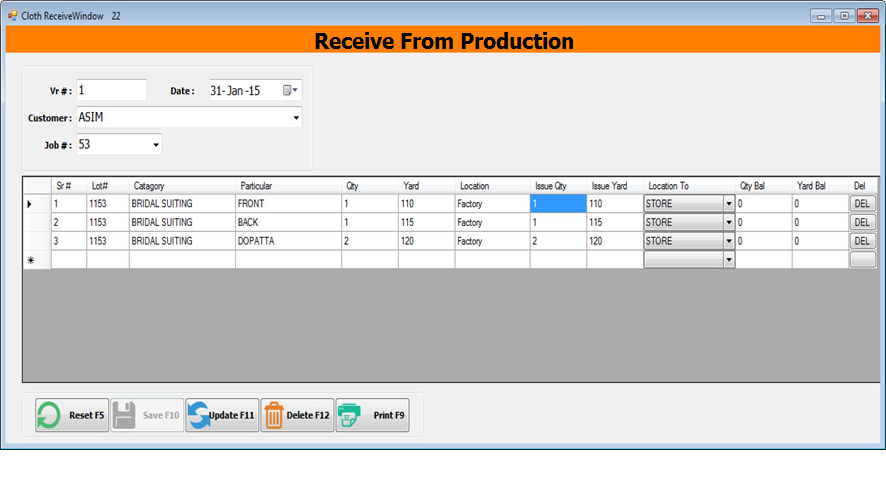 Cloth ReceiveWindow 22
Receive From Production
Vr # : 1 Date : 31-Jan-15
Customer : ASIM
Job # : 53
Sr # Lot# Catagory Particular Qty Yard Location Issue Qty Issue Yard Location To Qty Bal Yard Bal Del
1 1153 BRIDAL SUITING FRONT 1 110 Factory 1 110 STORE 0 0 DEL
2 1153 BRIDAL SUITING BACK 1 115 Factory 1 115 STORE 0 0 DEL
3 1153 BRIDAL SUITING DOPATTA 2 120 Factory 2 120 STORE 0 0 DEL
Reset F5 Save F10 Update F11 Delete F12 Print F9